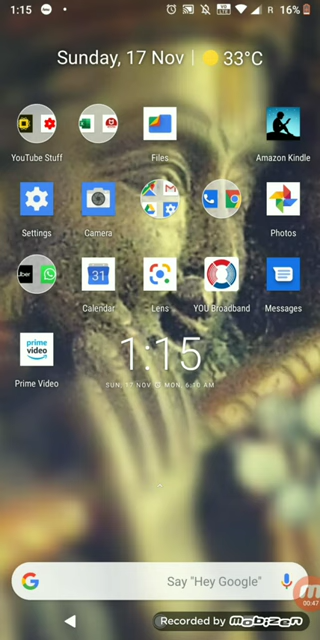 1:15
R 16%
Sunday, 17 Nov | 33°C
YouTube Stuff
Files
Amazon Kindle
Settings
Camera
Photos
Uber
31
Calendar
Lens
YOU Broadband
Messages
prime video
Prime Video
1:15
SUN, 17 NOV MON, 6:10 AM
G Say "Hey Google"
00:47
Recorded by MOBIZEN